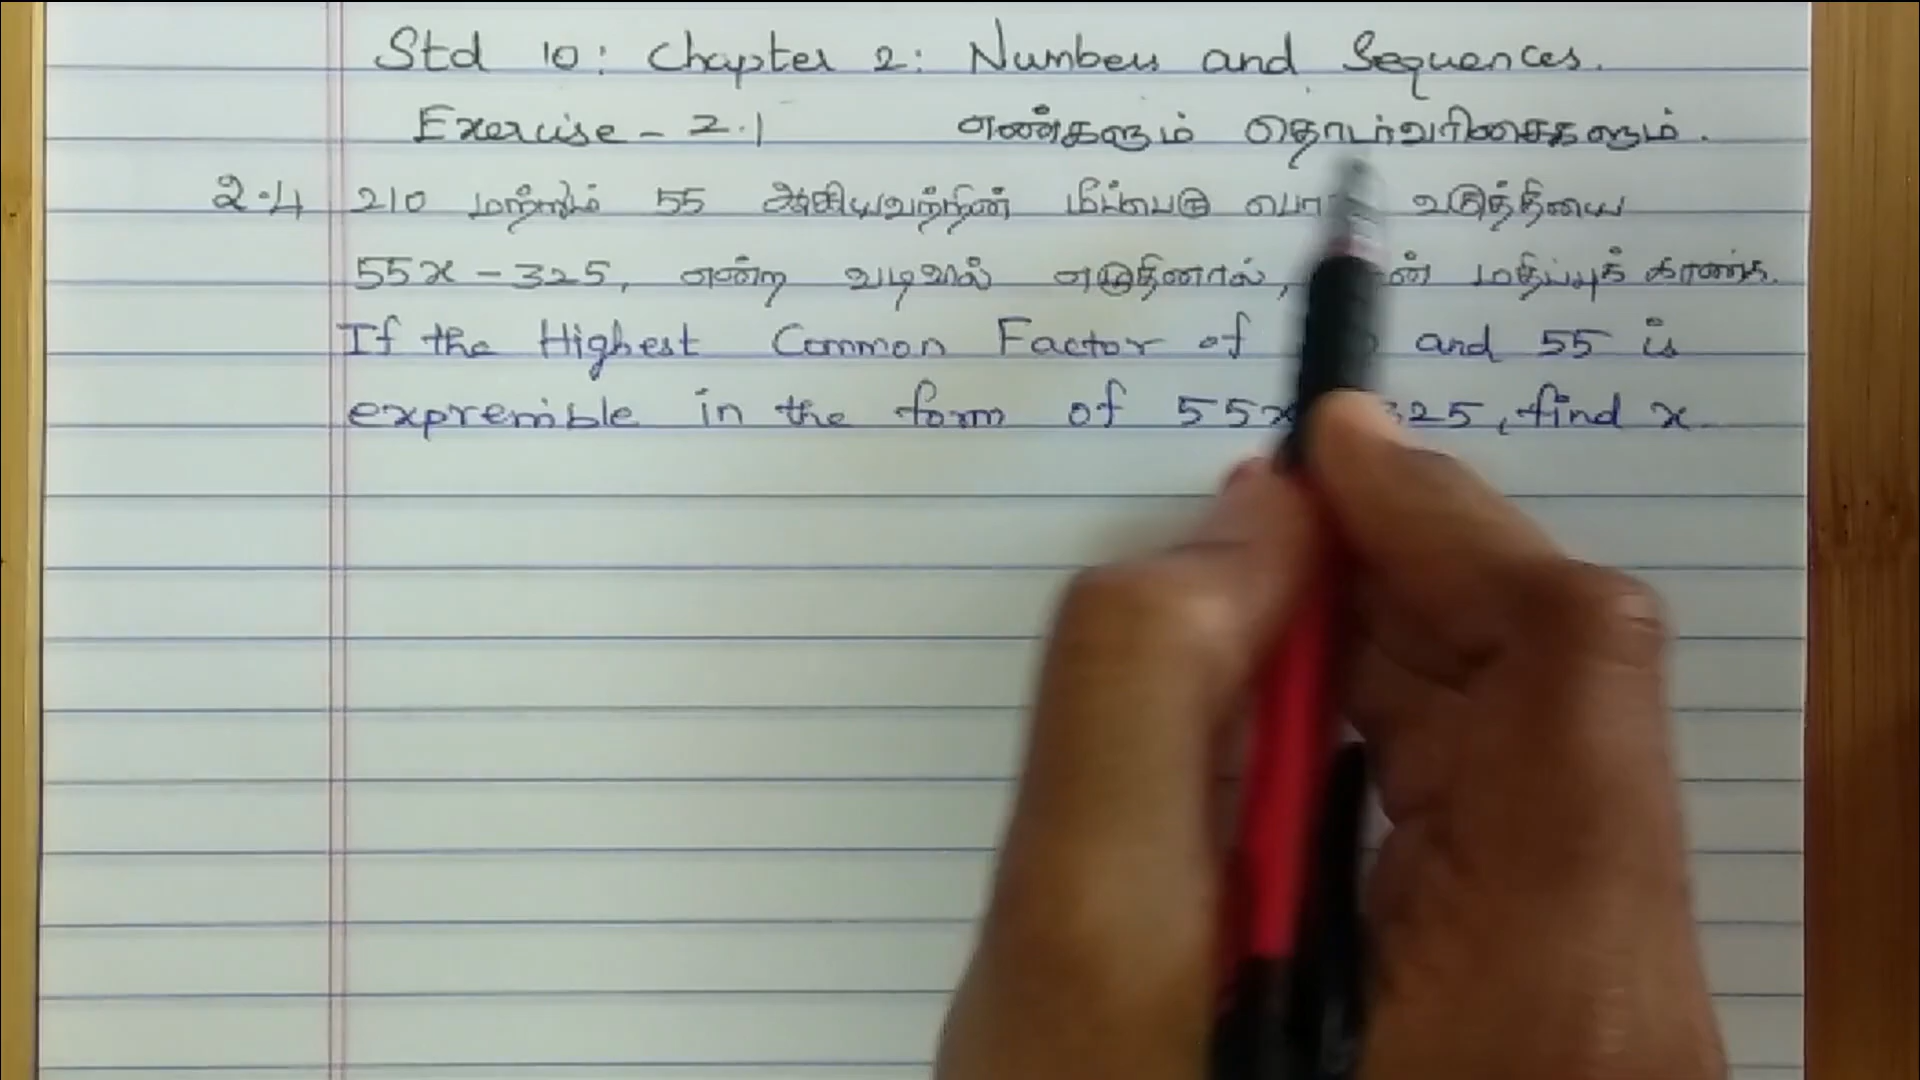 Std 10: Chapter 2: Numbers and Sequences.
Exercise - 2.1 எண்களும் தொடர்வரிசைகளும்.
2.4 210 மற்றும் 55 ஆகியவற்றின் மீப்பெரு வகுத்தியை
55x - 325, என்ற வடிவில் எழுதினால், மதிப்புக் காண்க.
If the Highest Common Factor of and 55 is
expressible in the form of 55x 325, find x.